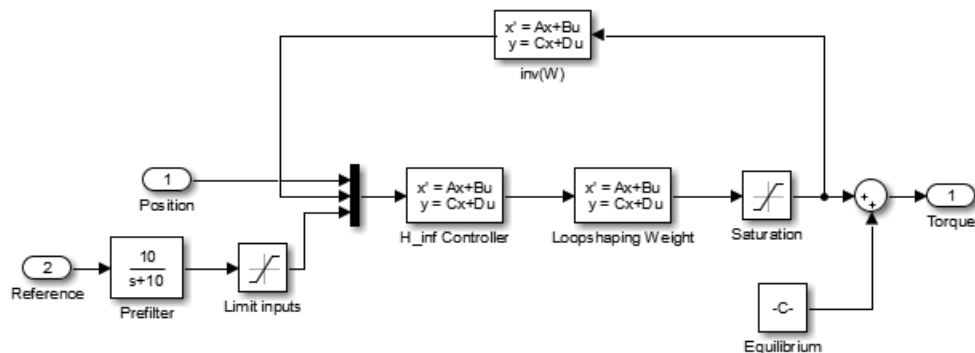 x' = Ax+Bu
y = Cx+Du
inv(W)
1
Position
x' = Ax+Bu
y = Cx+Du
H_inf Controller
x' = Ax+Bu
y = Cx+Du
Loopshaping Weight
Saturation
+
+
1
Torque
2
Reference
10
s+10
Prefilter
Limit inputs
-C-
Equilibrium